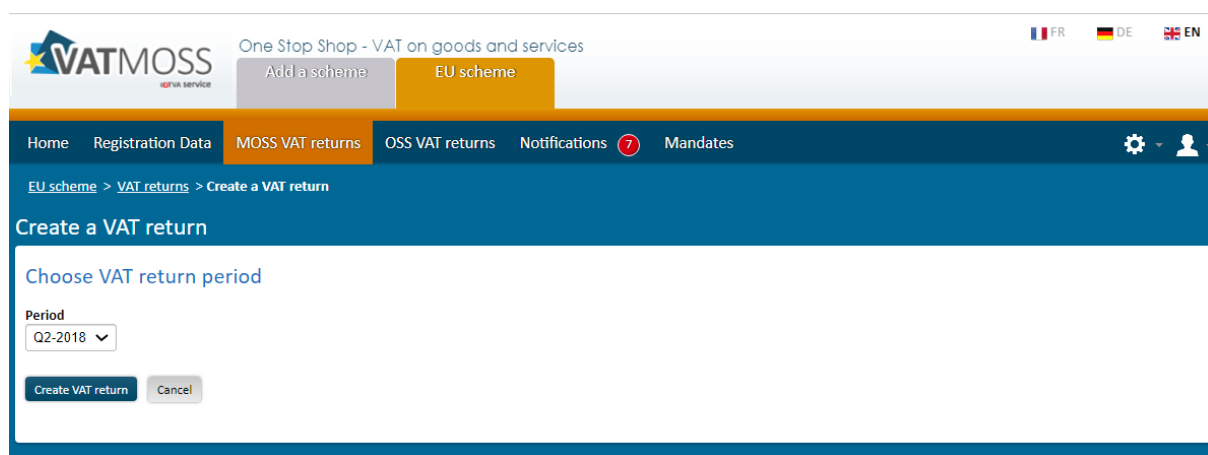 VATMOSS
One Stop Shop - VAT on goods and services
FR
DE
EN
Add a scheme
EU scheme
Home
Registration Data
MOSS VAT returns
OSS VAT returns
Notifications 7
Mandates
EU scheme > VAT returns > Create a VAT return
Create a VAT return
Choose VAT return period
Period
Q2-2018
Create VAT return
Cancel